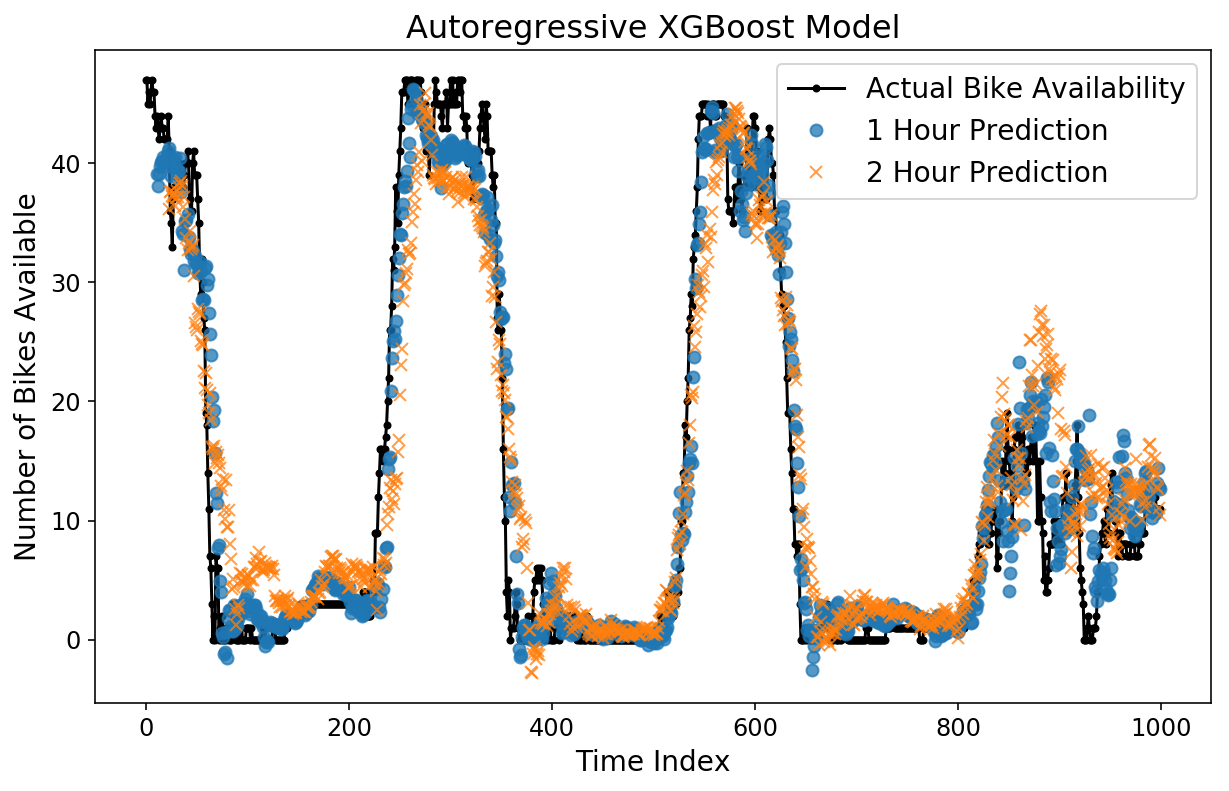 Autoregressive XGBoost Model
Actual Bike Availability
1 Hour Prediction
2 Hour Prediction
Number of Bikes Available
40
30
20
10
0
0 200 400 600 800 1000
Time Index